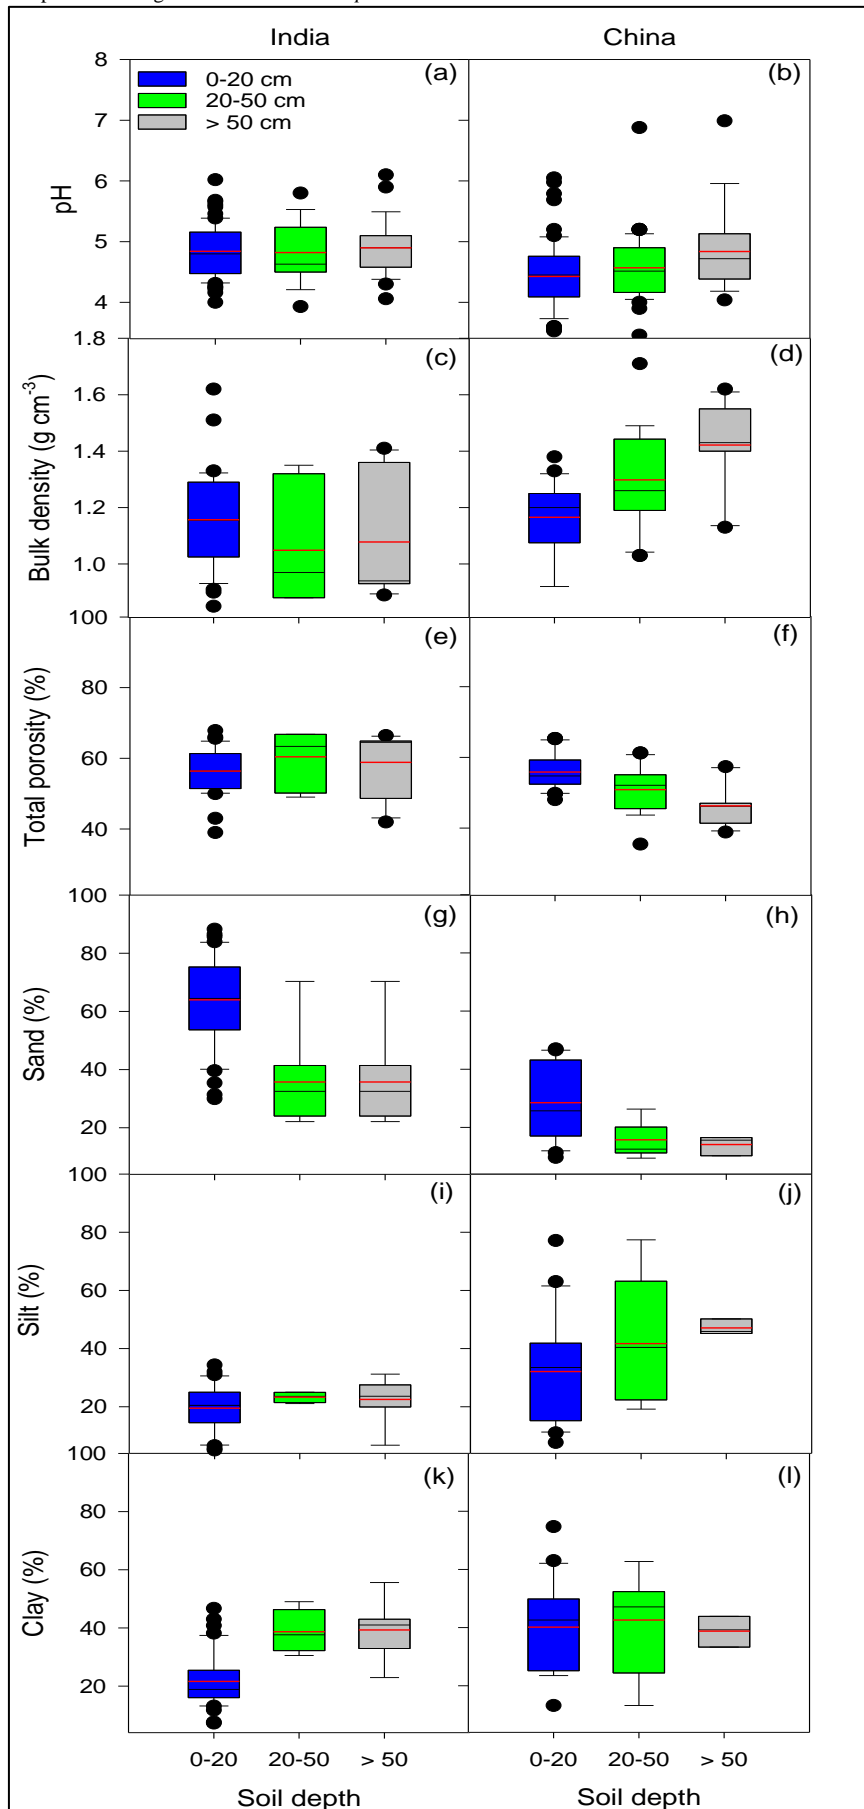 India China
8 (a) (b)
0-20 cm
20-50 cm
> 50 cm
7
6
5
4
pH
1.8 (c) (d)
1.6
1.4
1.2
1.0
Bulk density (g cm-3)
100 (e) (f)
80
60
40
Total porosity (%)
100 (g) (h)
80
60
40
20
Sand (%)
100 (i) (j)
80
60
40
20
Silt (%)
100 (k) (l)
80
60
40
20
Clay (%)
0-20 20-50 > 50 0-20 20-50 > 50
Soil depth Soil depth